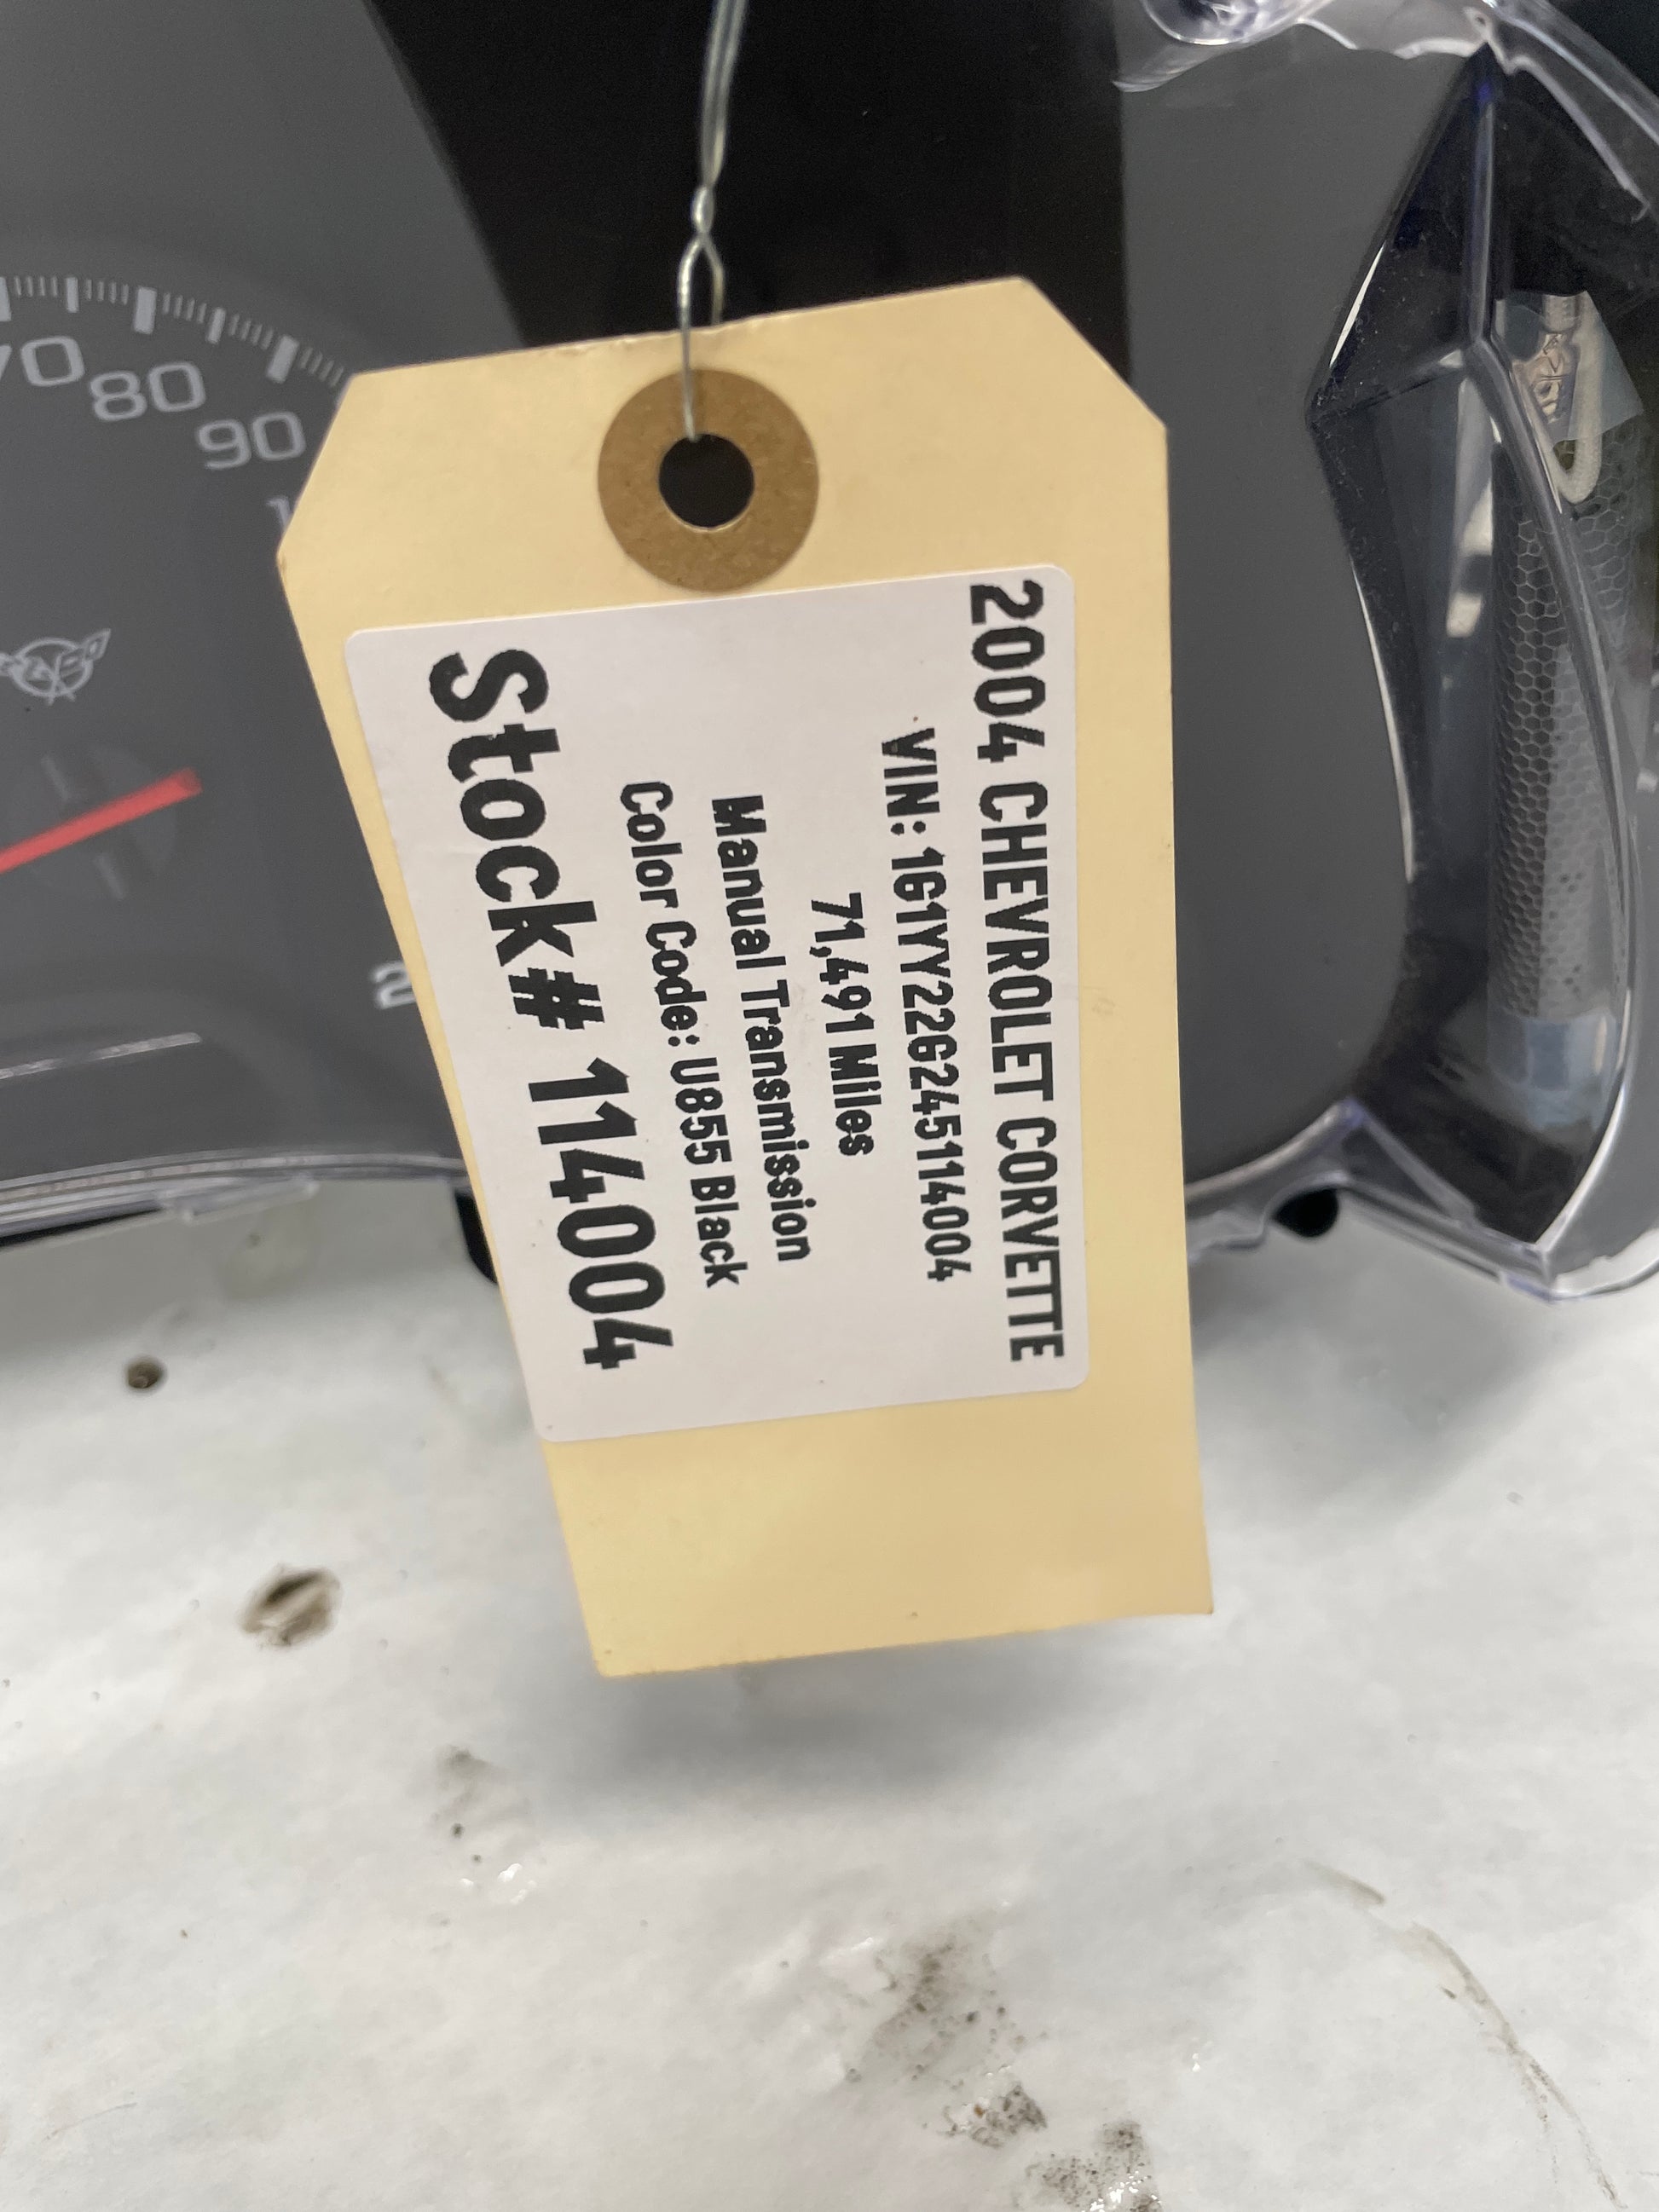 2004 CHEVROLET CORVETTE
VIN: 1G1YY22G245114004
71,491 Miles
Manual Transmission
Color Code: U855 Black
Stock# 114004
70
80
90